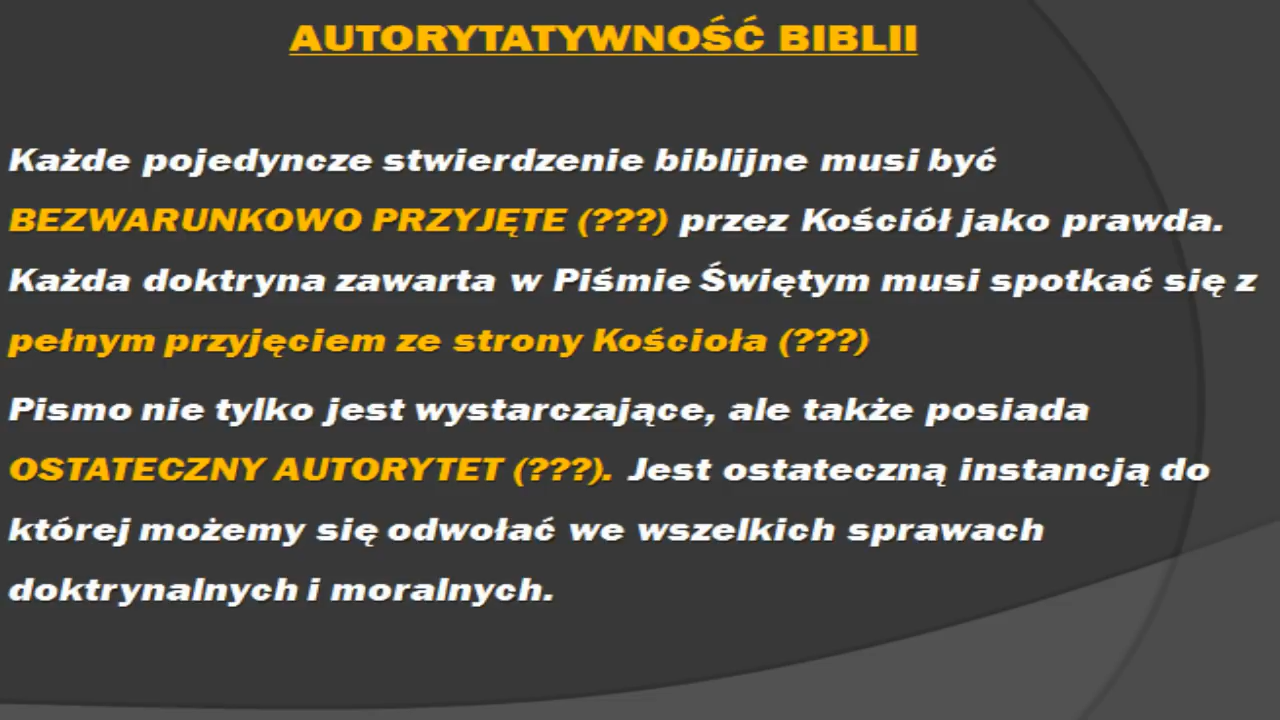 AUTORYTATYWNOŚĆ BIBLII
Każde pojedyncze stwierdzenie biblijne musi być
BEZWARUNKOWO PRZYJĘTE (???) przez Kościół jako prawda.
Każda doktryna zawarta w Piśmie Świętym musi spotkać się z
pełnym przyjęciem ze strony Kościoła (???)
Pismo nie tylko jest wystarczające, ale także posiada
OSTATECZNY AUTORYTET (???). Jest ostateczną instancją do
której możemy się odwołać we wszelkich sprawach
doktrynalnych i moralnych.